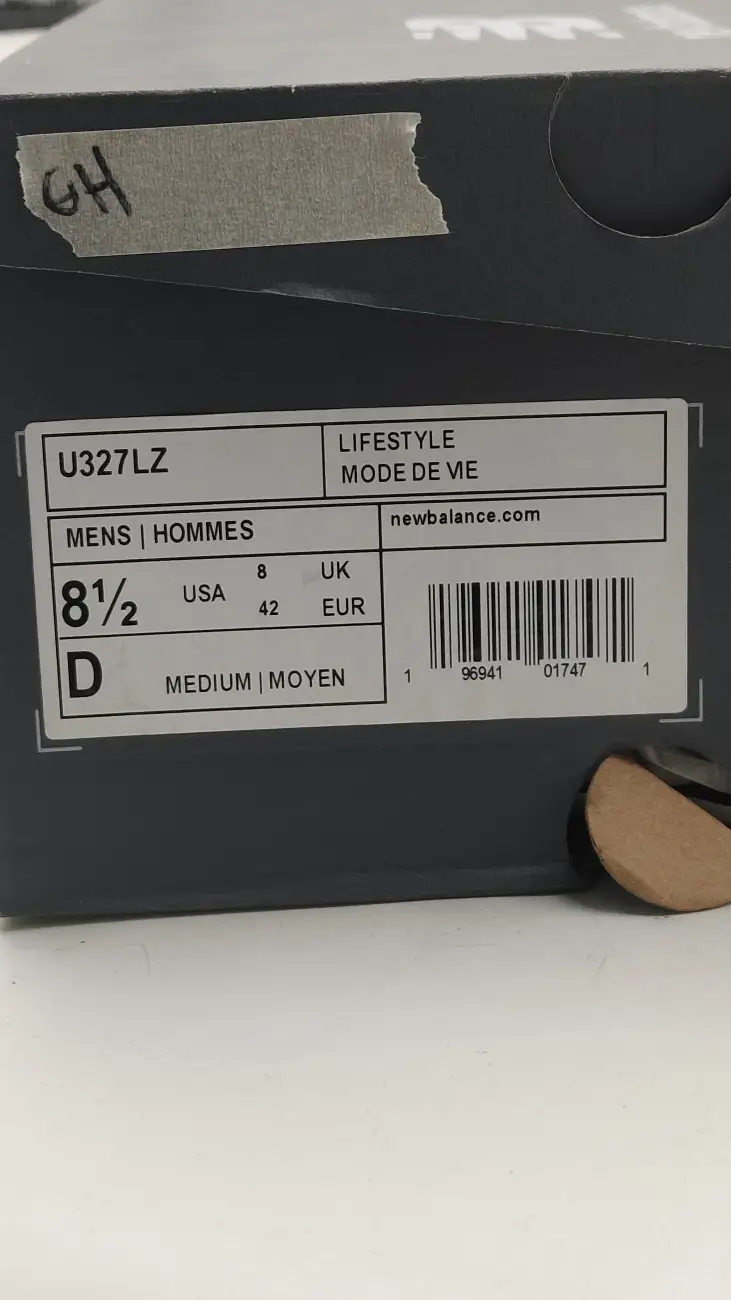 GH
U327LZ
LIFESTYLE
MODE DE VIE
MENS | HOMMES
newbalance.com
8½ USA 8 UK
42 EUR
D MEDIUM | MOYEN
1 96941 01747 1